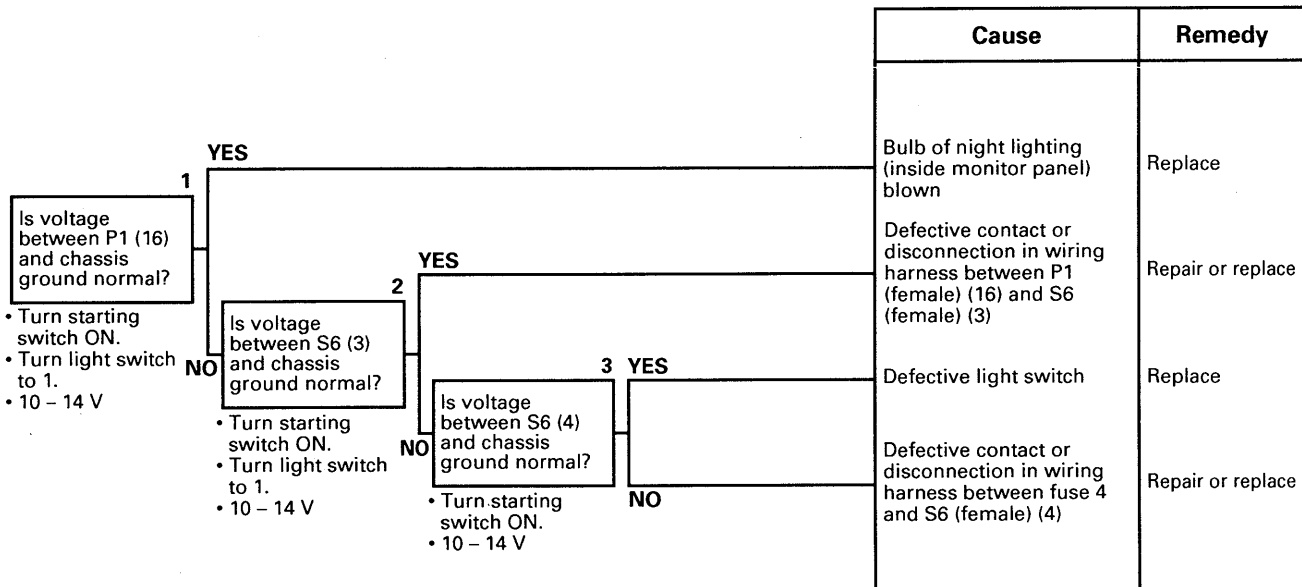 Cause
Remedy
YES
1
Is voltage
between P1 (16)
and chassis
ground normal?
• Turn starting
switch ON.
• Turn light switch
to 1.
• 10 – 14 V
NO
YES
2
Is voltage
between S6 (3)
and chassis
ground normal?
• Turn starting
switch ON.
• Turn light switch
to 1.
• 10 – 14 V
NO
3
YES
Is voltage
between S6 (4)
and chassis
ground normal?
• Turn starting
switch ON.
• 10 – 14 V
NO
Bulb of night lighting
(inside monitor panel)
blown
Replace
Defective contact or
disconnection in wiring
harness between P1
(female) (16) and S6
(female) (3)
Repair or replace
Defective light switch
Replace
Defective contact or
disconnection in wiring
harness between fuse 4
and S6 (female) (4)
Repair or replace